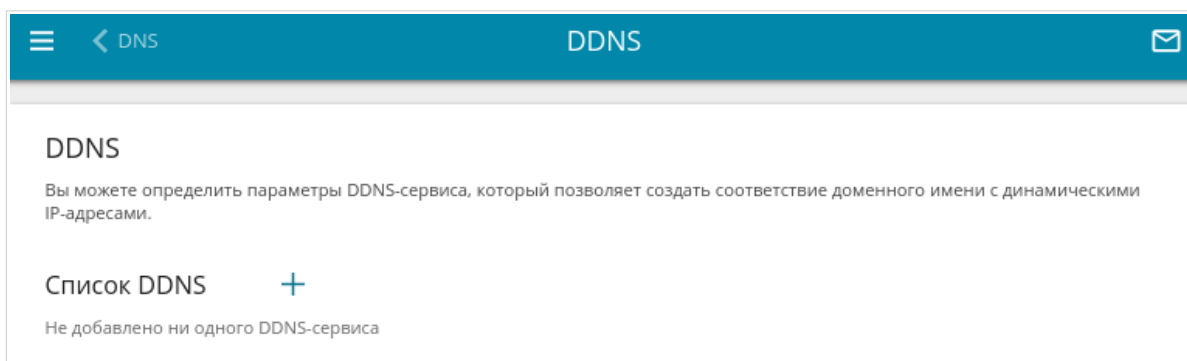 DNS
DDNS
DDNS
Вы можете определить параметры DDNS-сервиса, который позволяет создать соответствие доменного имени с динамическими
IP-адресами.
Список DDNS
Не добавлено ни одного DDNS-сервиса